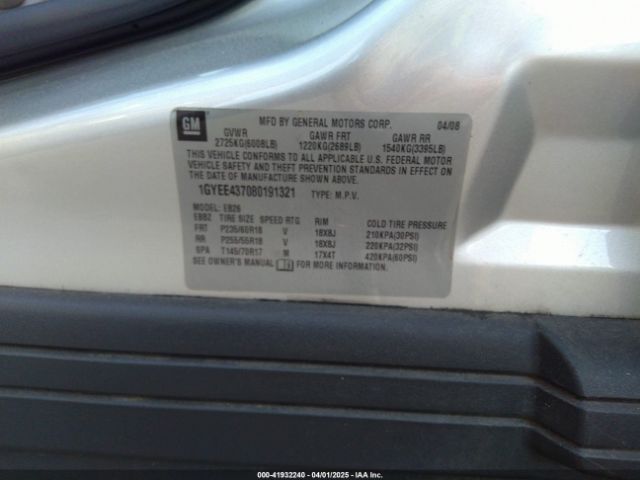 GM
MFD BY GENERAL MOTORS CORP. 04/08
GVWR GAWR FRT GAWR RR
2725KG(6008LB) 1220KG(2689LB) 1540KG(3395LB)
THIS VEHICLE CONFORMS TO ALL APPLICABLE U.S. FEDERAL MOTOR
VEHICLE SAFETY AND THEFT PREVENTION STANDARDS IN EFFECT ON
THE DATE OF MANUFACTURE SHOWN ABOVE.
1GYEE437080191321 TYPE: M.P.V.
MODEL: EB26
EBB2 TIRE SIZE SPEED RTG RIM COLD TIRE PRESSURE
FRT P235/60R18 V 18X8J 210KPA(30PSI)
RR P255/55R18 V 18X8J 220KPA(32PSI)
SPA T145/70R17 M 17X4T 420KPA(60PSI)
SEE OWNER'S MANUAL FOR MORE INFORMATION.
000-41932240 - 04/01/2025 - IAA Inc.